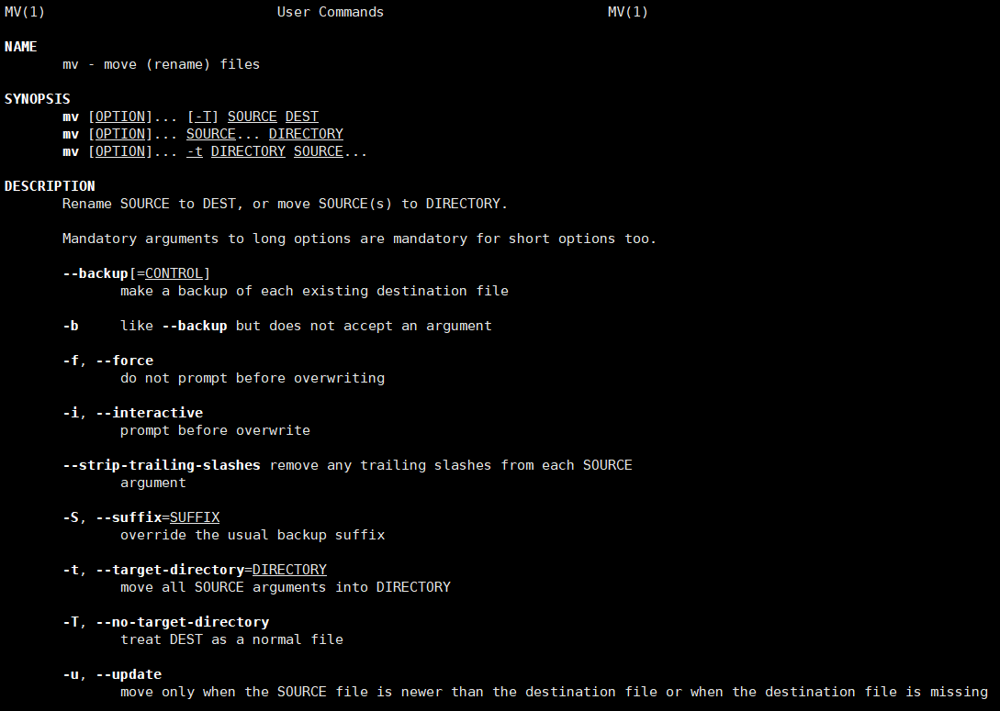 MV(1) User Commands MV(1)
NAME
mv - move (rename) files
SYNOPSIS
mv [OPTION]... [-T] SOURCE DEST
mv [OPTION]... SOURCE... DIRECTORY
mv [OPTION]... -t DIRECTORY SOURCE...
DESCRIPTION
Rename SOURCE to DEST, or move SOURCE(s) to DIRECTORY.
Mandatory arguments to long options are mandatory for short options too.
--backup[=CONTROL]
make a backup of each existing destination file
-b like --backup but does not accept an argument
-f, --force
do not prompt before overwriting
-i, --interactive
prompt before overwrite
--strip-trailing-slashes remove any trailing slashes from each SOURCE
argument
-S, --suffix=SUFFIX
override the usual backup suffix
-t, --target-directory=DIRECTORY
move all SOURCE arguments into DIRECTORY
-T, --no-target-directory
treat DEST as a normal file
-u, --update
move only when the SOURCE file is newer than the destination file or when the destination file is missing